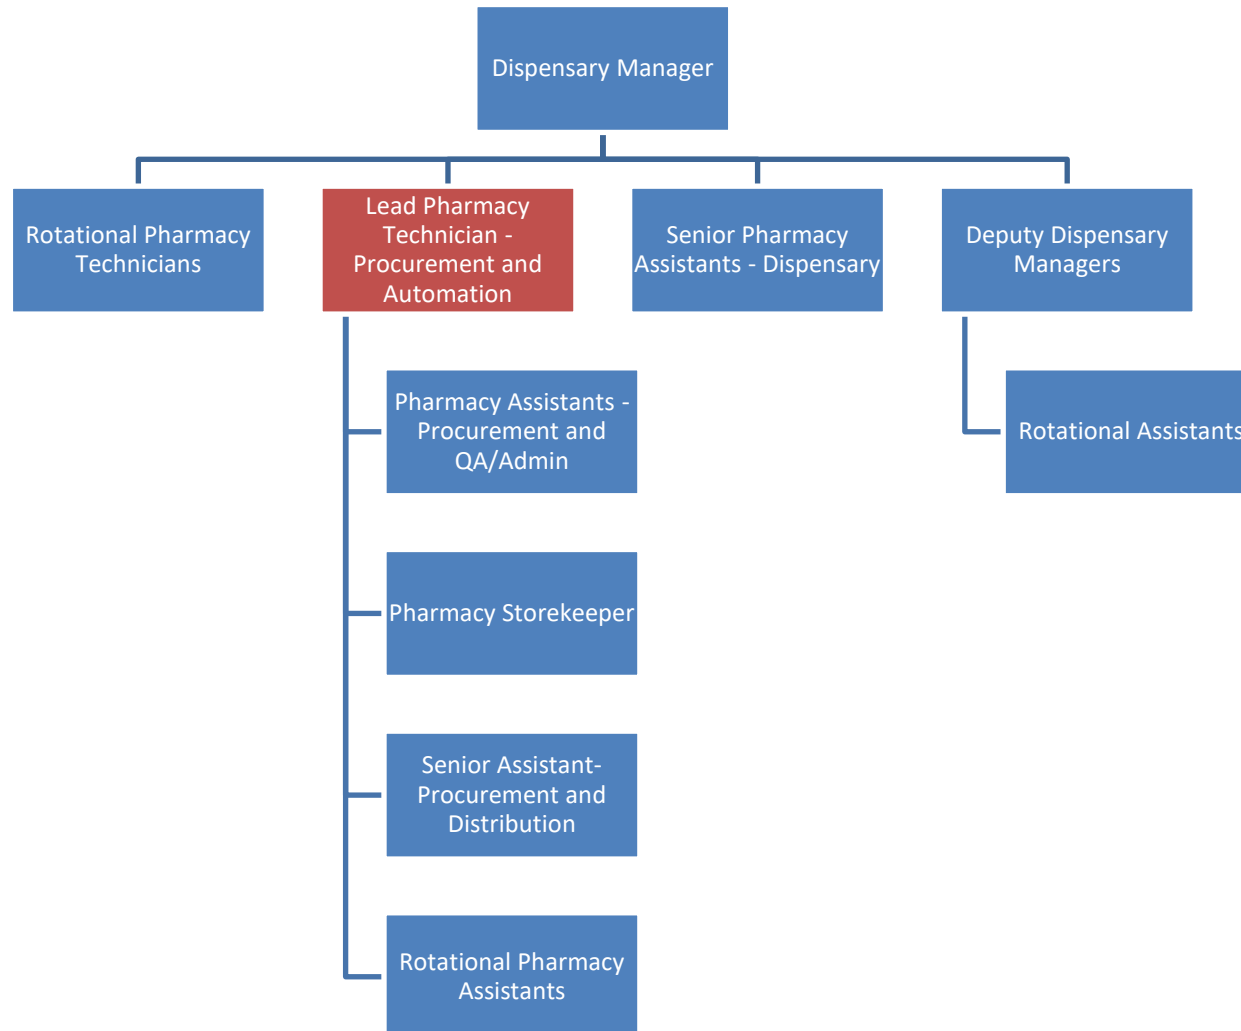 Dispensary Manager
Rotational Pharmacy
Technicians
Lead Pharmacy
Technician -
Procurement and
Automation
Senior Pharmacy
Assistants - Dispensary
Deputy Dispensary
Managers
Pharmacy Assistants -
Procurement and
QA/Admin
Rotational Assistants
Pharmacy Storekeeper
Senior Assistant-
Procurement and
Distribution
Rotational Pharmacy
Assistants